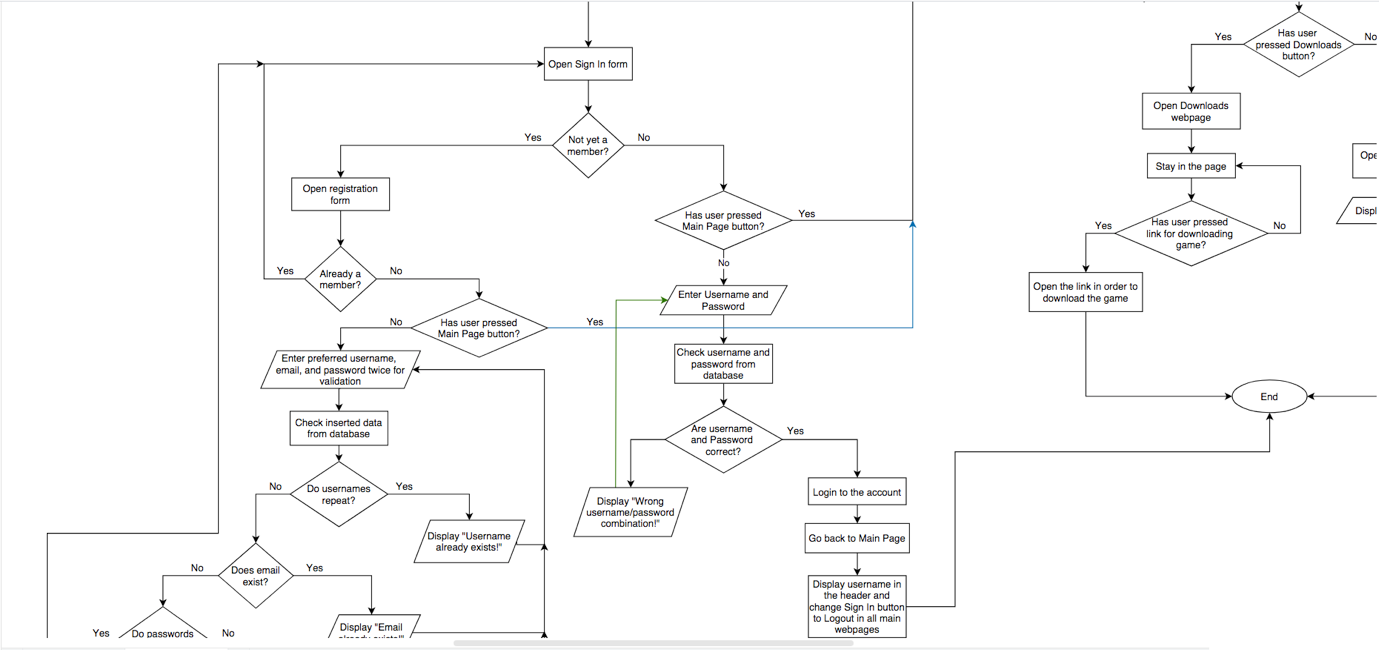 Open Sign In form
Yes
Not yet a
member?
No
Open registration
form
Has user pressed
Main Page button?
Yes
No
Yes
Already a
member?
No
Enter Username and
Password
No
Has user pressed
Main Page button?
Yes
Check username and
password from
database
Enter preferred username,
email, and password twice for
validation
Check inserted data
from database
Are username
and Password
correct?
Yes
No
Do usernames
repeat?
Yes
Display "Wrong
username/password
combination!"
Login to the account
Display "Username
already exists!"
Go back to Main Page
No
Does email
exist?
Yes
Display username in
the header and
change Sign In button
to Logout in all main
webpages
Yes
Do passwords
No
Display "Email
already exists!"
Yes
Has user
pressed Downloads
button?
No
Open Downloads
webpage
Stay in the page
Yes
Has user pressed
link for downloading
game?
No
Open the link in order to
download the game
End